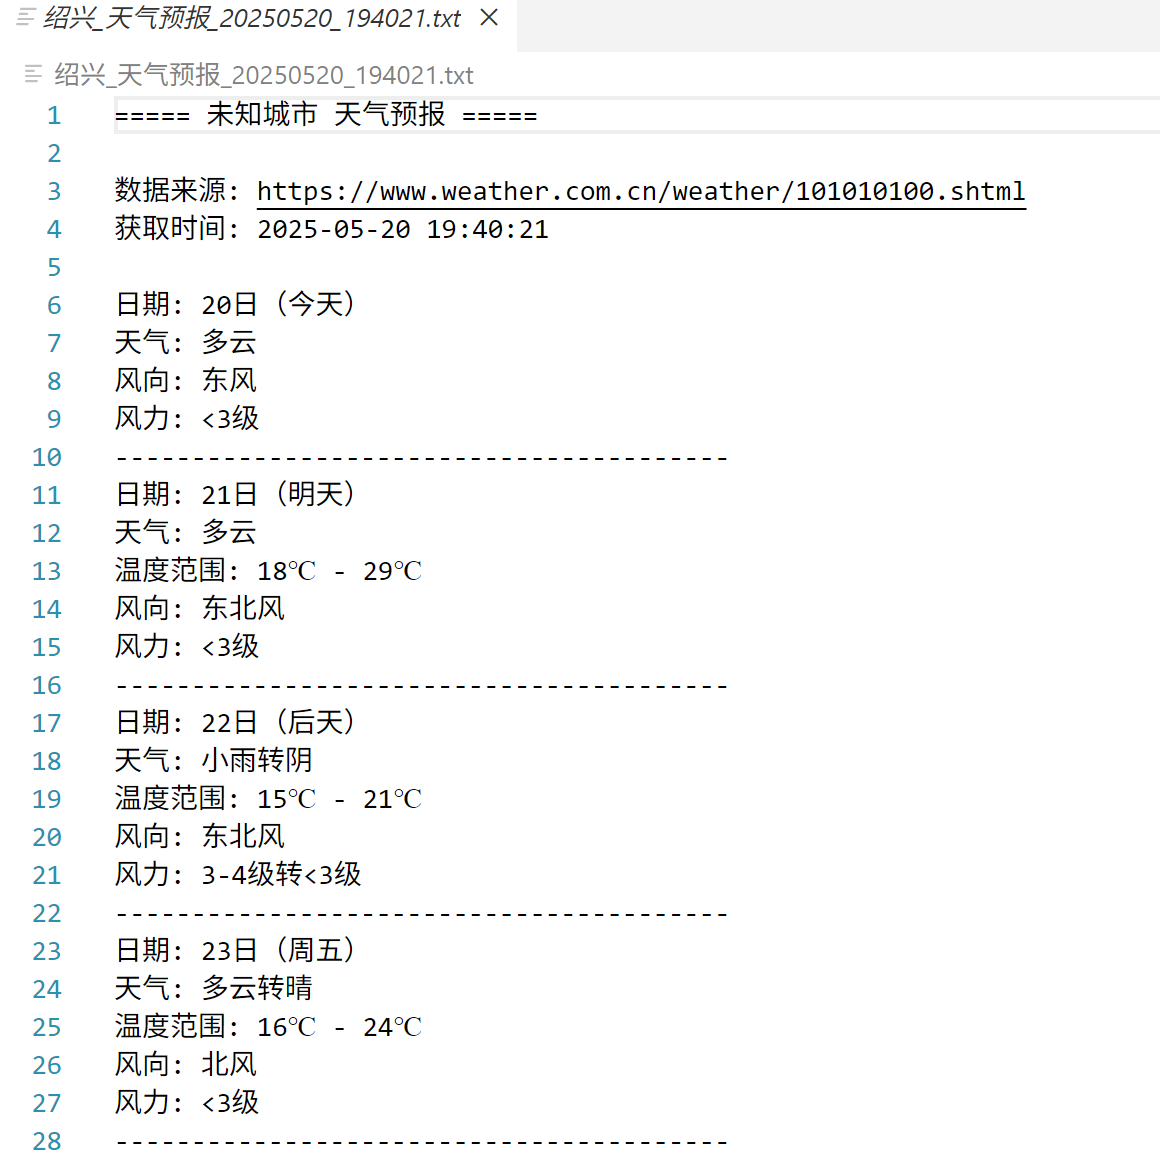 绍兴_天气预报_20250520_194021.txt ×
绍兴_天气预报_20250520_194021.txt
1 ===== 未知城市 天气预报 =====
2
3 数据来源: https://www.weather.com.cn/weather/101010100.shtml
4 获取时间: 2025-05-20 19:40:21
5
6 日期: 20日（今天）
7 天气: 多云
8 风向: 东风
9 风力: <3级
10 ----------------------------------------
11 日期: 21日（明天）
12 天气: 多云
13 温度范围: 18℃ - 29℃
14 风向: 东北风
15 风力: <3级
16 ----------------------------------------
17 日期: 22日（后天）
18 天气: 小雨转阴
19 温度范围: 15℃ - 21℃
20 风向: 东北风
21 风力: 3-4级转<3级
22 ----------------------------------------
23 日期: 23日（周五）
24 天气: 多云转晴
25 温度范围: 16℃ - 24℃
26 风向: 北风
27 风力: <3级
28 ----------------------------------------